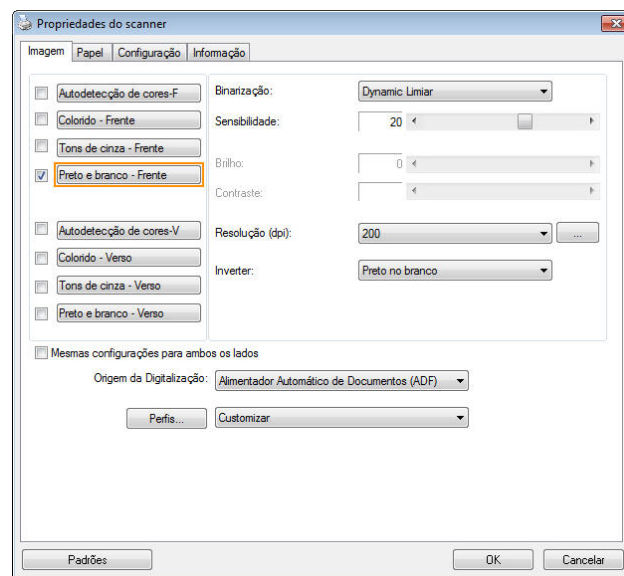 Propriedades do scanner
Imagem Papel Configuração Informação
Autodetecção de cores-F Binarização: Dynamic Limiar
Colorido - Frente Sensibilidade: 20
Tons de cinza - Frente
Brilho: 0
Preto e branco - Frente
Contraste:
Autodetecção de cores-V Resolução (dpi): 200 ...
Colorido - Verso
Inverter: Preto no branco
Tons de cinza - Verso
Preto e branco - Verso
Mesmas configurações para ambos os lados
Origem da Digitalização: Alimentador Automático de Documentos (ADF)
Perfis... Customizar
Padrões OK Cancelar